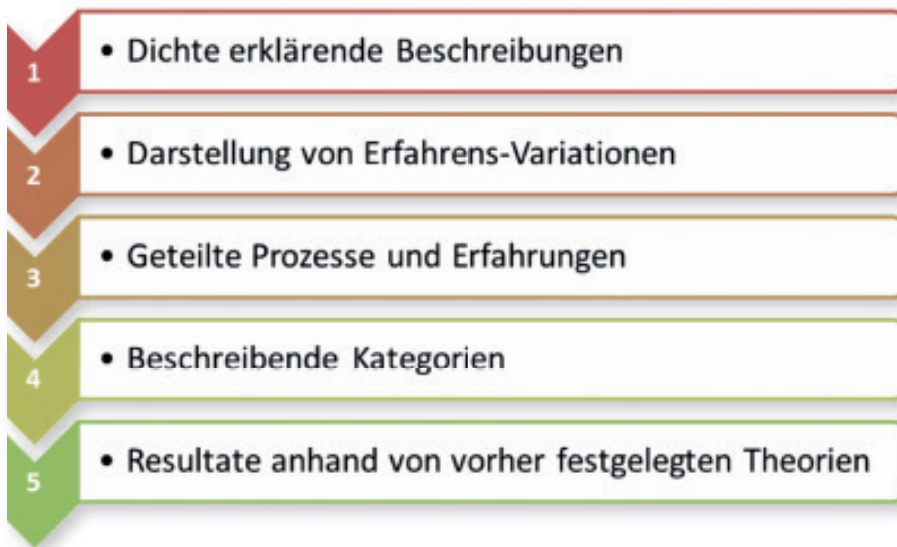 1
• Dichte erklärende Beschreibungen
2
• Darstellung von Erfahrens-Variationen
3
• Geteilte Prozesse und Erfahrungen
4
• Beschreibende Kategorien
5
• Resultate anhand von vorher festgelegten Theorien